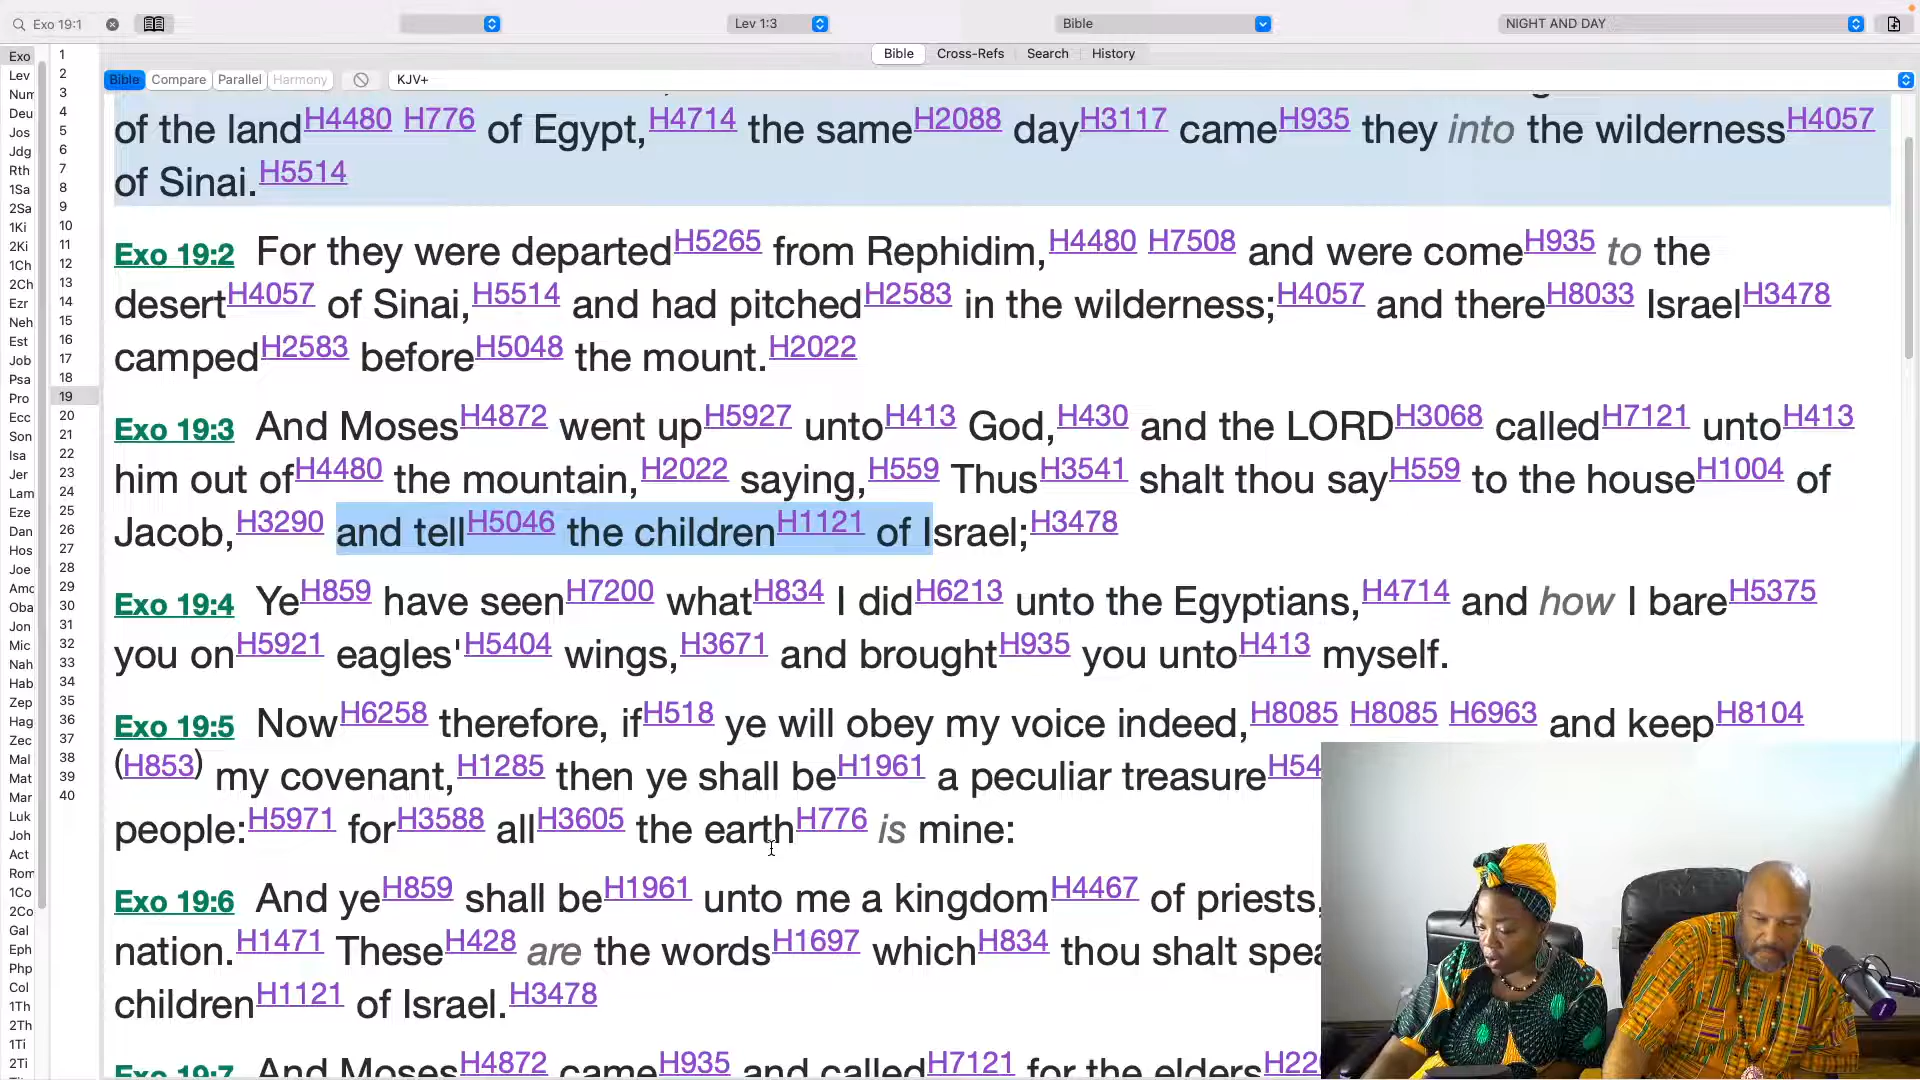 Exo 19:1 Lev 1:3 Bible NIGHT AND DAY
Bible Cross-Refs Search History
Bible Compare Parallel Harmony KJV+
Exo
Lev
Num
Deu
Jos
Jdg
Rth
1Sa
2Sa
1Ki
2Ki
1Ch
2Ch
Ezr
Neh
Est
Job
Psa
Pro
Ecc
Son
Isa
Jer
Lam
Eze
Dan
Hos
Joe
Amo
Oba
Jon
Mic
Nah
Hab
Zep
Hag
Zec
Mal
Mat
Mar
Luk
Joh
Act
Rom
1Co
2Co
Gal
Eph
Php
Col
1Th
2Th
1Ti
2Ti
1
2
3
4
5
6
7
8
9
10
11
12
13
14
15
16
17
18
19
20
21
22
23
24
25
26
27
28
29
30
31
32
33
34
35
36
37
38
39
40
of the landH4480 H776 of Egypt,H4714 the sameH2088 dayH3117 cameH935 they into the wildernessH4057
of Sinai.H5514
Exo 19:2 For they were departedH5265 from Rephidim,H4480 H7508 and were comeH935 to the
desertH4057 of Sinai,H5514 and had pitchedH2583 in the wilderness;H4057 and thereH8033 IsraelH3478
campedH2583 beforeH5048 the mount.H2022
Exo 19:3 And MosesH4872 went upH5927 untoH413 God,H430 and the LORDH3068 calledH7121 untoH413
him out ofH4480 the mountain,H2022 saying,H559 ThusH3541 shalt thou sayH559 to the houseH1004 of
Jacob,H3290 and tellH5046 the childrenH1121 of Israel;H3478
Exo 19:4 YeH859 have seenH7200 whatH834 I didH6213 unto the Egyptians,H4714 and how I bareH5375
you onH5921 eagles'H5404 wings,H3671 and broughtH935 you untoH413 myself.
Exo 19:5 NowH6258 therefore, ifH518 ye will obey my voice indeed,H8085 H8085 H6963 and keepH8104
(H853) my covenant,H1285 then ye shall beH1961 a peculiar treasureH54
people:H5971 forH3588 allH3605 the earthH776 is mine:
Exo 19:6 And yeH859 shall beH1961 unto me a kingdomH4467 of priests,
nation.H1471 TheseH428 are the wordsH1697 whichH834 thou shalt spea
childrenH1121 of Israel.H3478
Exo 19:7 And MosesH4872 cameH935 and calledH7121 for the eldersH22